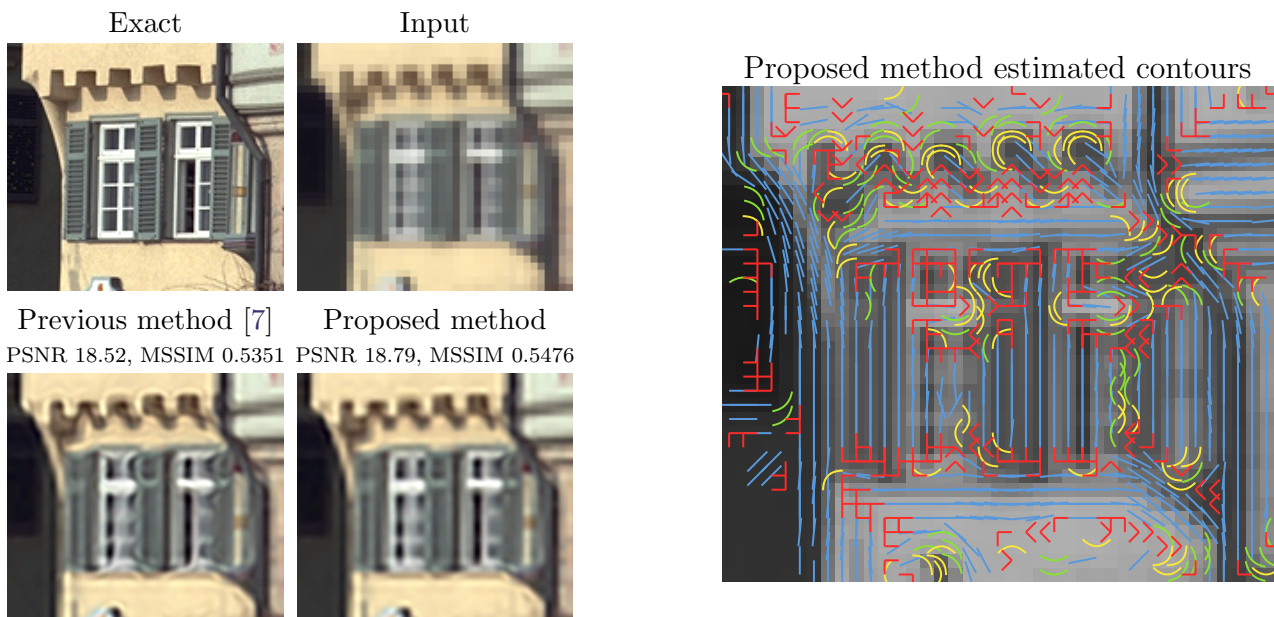 Exact
Input
Previous method [7]
PSNR 18.52, MSSIM 0.5351
Proposed method
PSNR 18.79, MSSIM 0.5476
Proposed method estimated contours